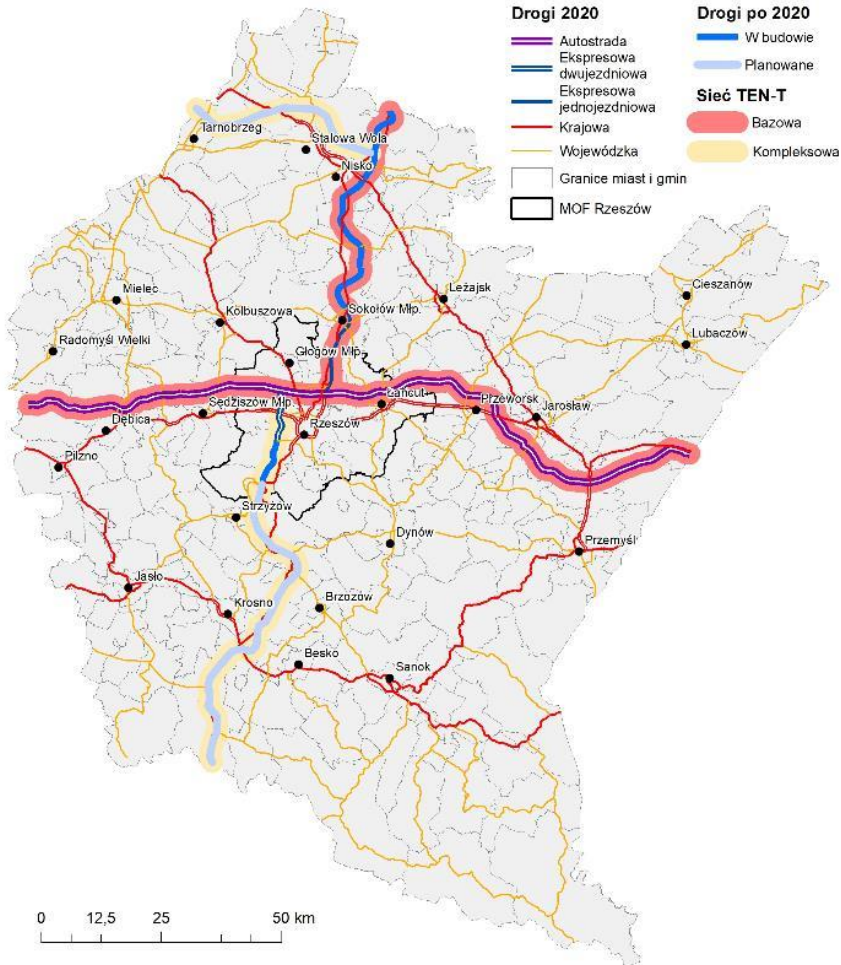 Drogi 2020
Autostrada
Ekspresowa
dwujezdniowa
Ekspresowa
jednojezdniowa
Krajowa
Wojewódzka
Granice miast i gmin
MOF Rzeszów
Drogi po 2020
W budowie
Planowane
Sieć TEN-T
Bazowa
Kompleksowa
Tarnobrzeg
Stalowa Wola
Nisko
Mielec
Kolbuszowa
Sokołów Młp.
Leżajsk
Cieszanów
Lubaczów
Radomyśl Wielki
Głogów Młp.
Sędziszów Młp.
Łańcut
Przeworsk
Jarosław
Dębica
Rzeszów
Pilzno
Strzyżów
Dynów
Przemyśl
Jasło
Krosno
Brzozów
Besko
Sanok
0 12,5 25 50 km